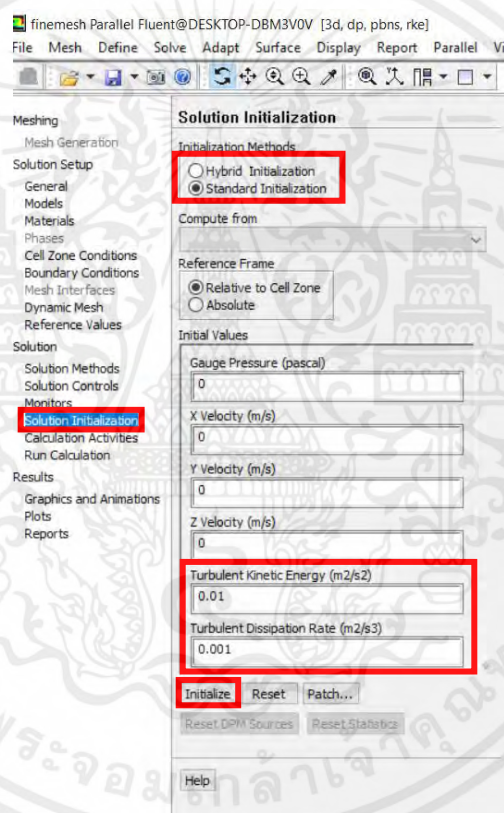 finemesh Parallel Fluent@DESKTOP-DBM3V0V [3d, dp, pbns, rke]
File Mesh Define Solve Adapt Surface Display Report Parallel
Meshing
Mesh Generation
Solution Setup
General
Models
Materials
Phases
Cell Zone Conditions
Boundary Conditions
Mesh Interfaces
Dynamic Mesh
Reference Values
Solution
Solution Methods
Solution Controls
Monitors
Solution Initialization
Calculation Activities
Run Calculation
Results
Graphics and Animations
Plots
Reports
Solution Initialization
Initialization Methods
Hybrid Initialization
Standard Initialization
Compute from
Reference Frame
Relative to Cell Zone
Absolute
Initial Values
Gauge Pressure (pascal)
0
X Velocity (m/s)
0
Y Velocity (m/s)
0
Z Velocity (m/s)
0
Turbulent Kinetic Energy (m2/s2)
0.01
Turbulent Dissipation Rate (m2/s3)
0.001
Initialize Reset Patch...
Reset DPM Sources Reset Statistics
Help